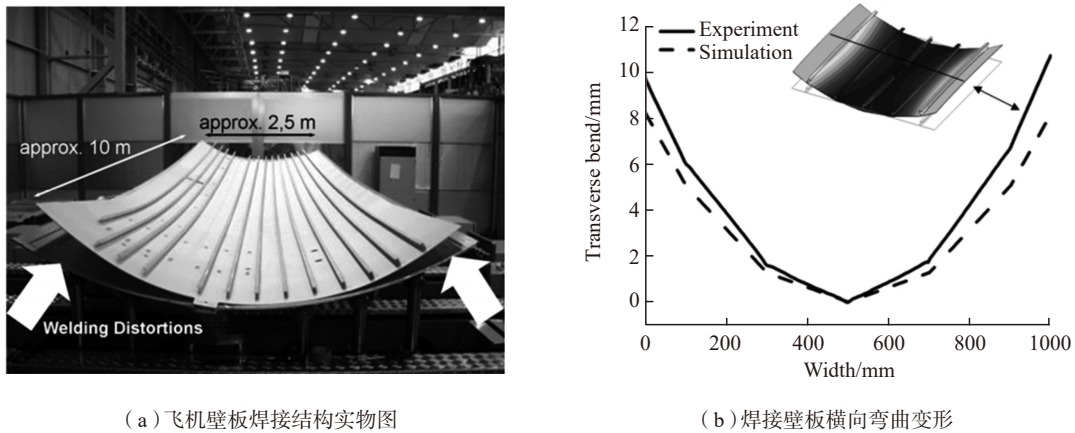 approx. 2,5 m
approx. 10 m
Welding Distortions
(a)飞机壁板焊接结构实物图
12
10
8
6
4
2
0
Transverse bend/mm
Experiment
Simulation
0 200 400 600 800 1000
Width/mm
(b)焊接壁板横向弯曲变形